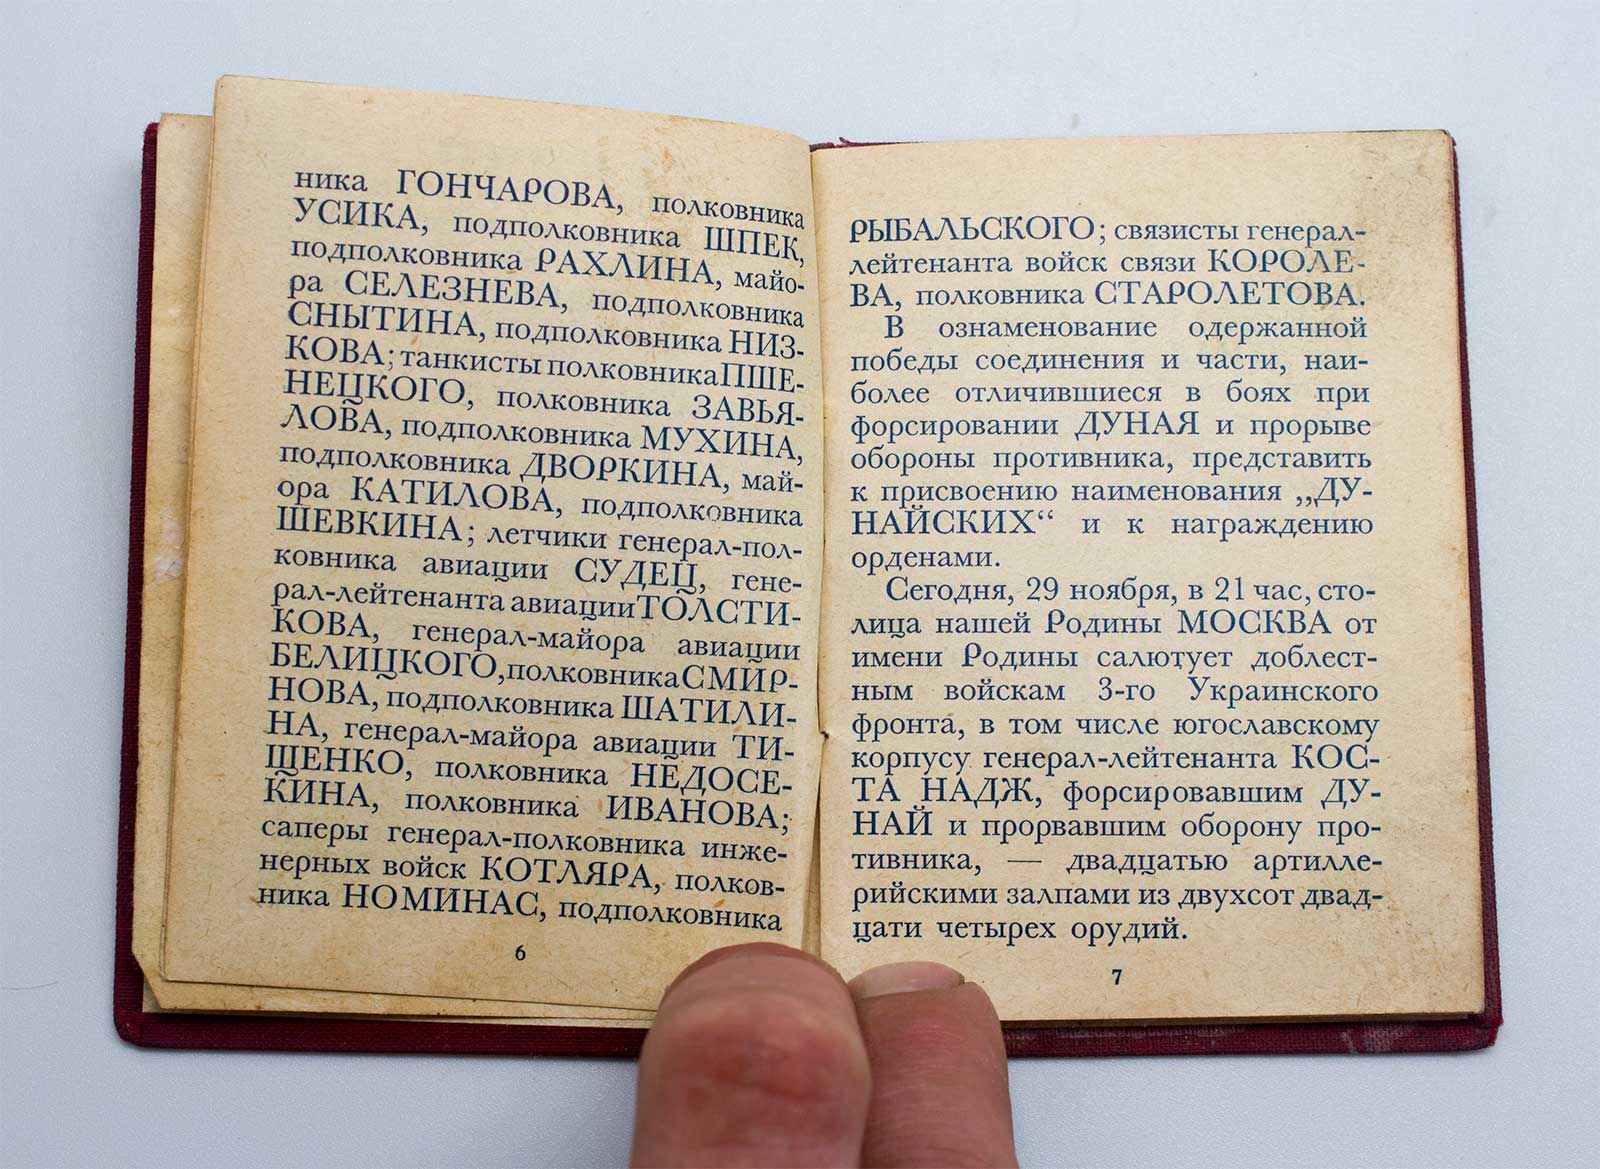 ника ГОНЧАРОВА, полковника
УСИКА, подполковника ШПЕК,
подполковника РАХЛИНА, майо-
ра СЕЛЕЗНЕВА, подполковника
СНЫТИНА, подполковника НИЗ-
КОВА; танкисты полковника ПШЕ-
НЕЦКОГО, полковника ЗАВЬЯ-
ЛОВА, подполковника МУХИНА,
подполковника ДВОРКИНА, май-
ора КАТИЛОВА, подполковника
ШЕВКИНА; летчики генерал-пол-
ковника авиации СУДЕЦ, гене-
рал-лейтенанта авиации ТОЛСТИ-
КОВА, генерал-майора авиации
БЕЛИЦКОГО, полковника СМИР-
НОВА, подполковника ШАТИЛИ-
НА, генерал-майора авиации ТИ-
ЩЕНКО, полковника НЕДОСЕ-
КИНА, полковника ИВАНОВА;
саперы генерал-полковника инже-
нерных войск КОТЛЯРА, полков-
ника НОМИНАС, подполковника
6
РЫБАЛЬСКОГО; связисты генерал-
лейтенанта войск связи КОРОЛЕ-
ВА, полковника СТАРОЛЕТОВА.
В ознаменование одержанной
победы соединения и части, наи-
более отличившиеся в боях при
форсировании ДУНАЯ и прорыве
обороны противника, представить
к присвоению наименования „ДУ-
НАЙСКИХ“ и к награждению
орденами.
Сегодня, 29 ноября, в 21 час, сто-
лица нашей Родины МОСКВА от
имени Родины салютует доблест-
ным войскам 3-го Украинского
фронта, в том числе югославскому
корпусу генерал-лейтенанта КОС-
ТА НАДЖ, форсировавшим ДУ-
НАЙ и прорвавшим оборону про-
тивника, — двадцатью артилле-
рийскими залпами из двухсот двад-
цати четырех орудий.
7